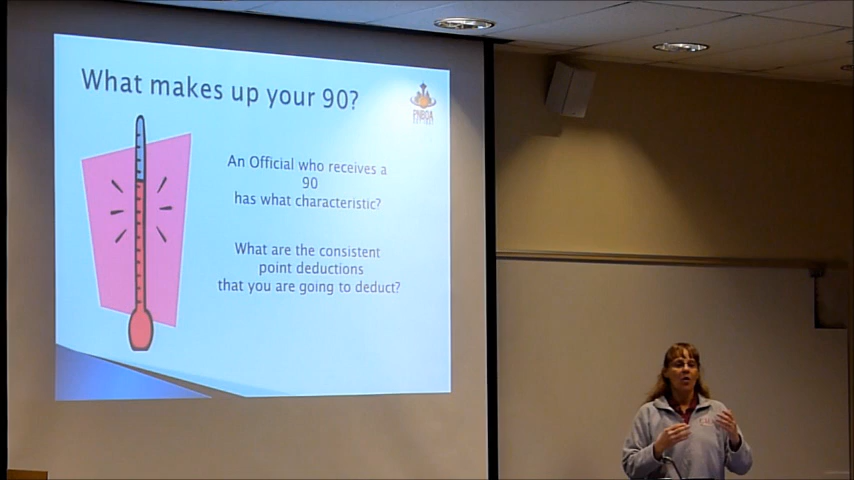 What makes up your 90?
PNBOA
An Official who receives a
90
has what characteristic?
What are the consistent
point deductions
that you are going to deduct?